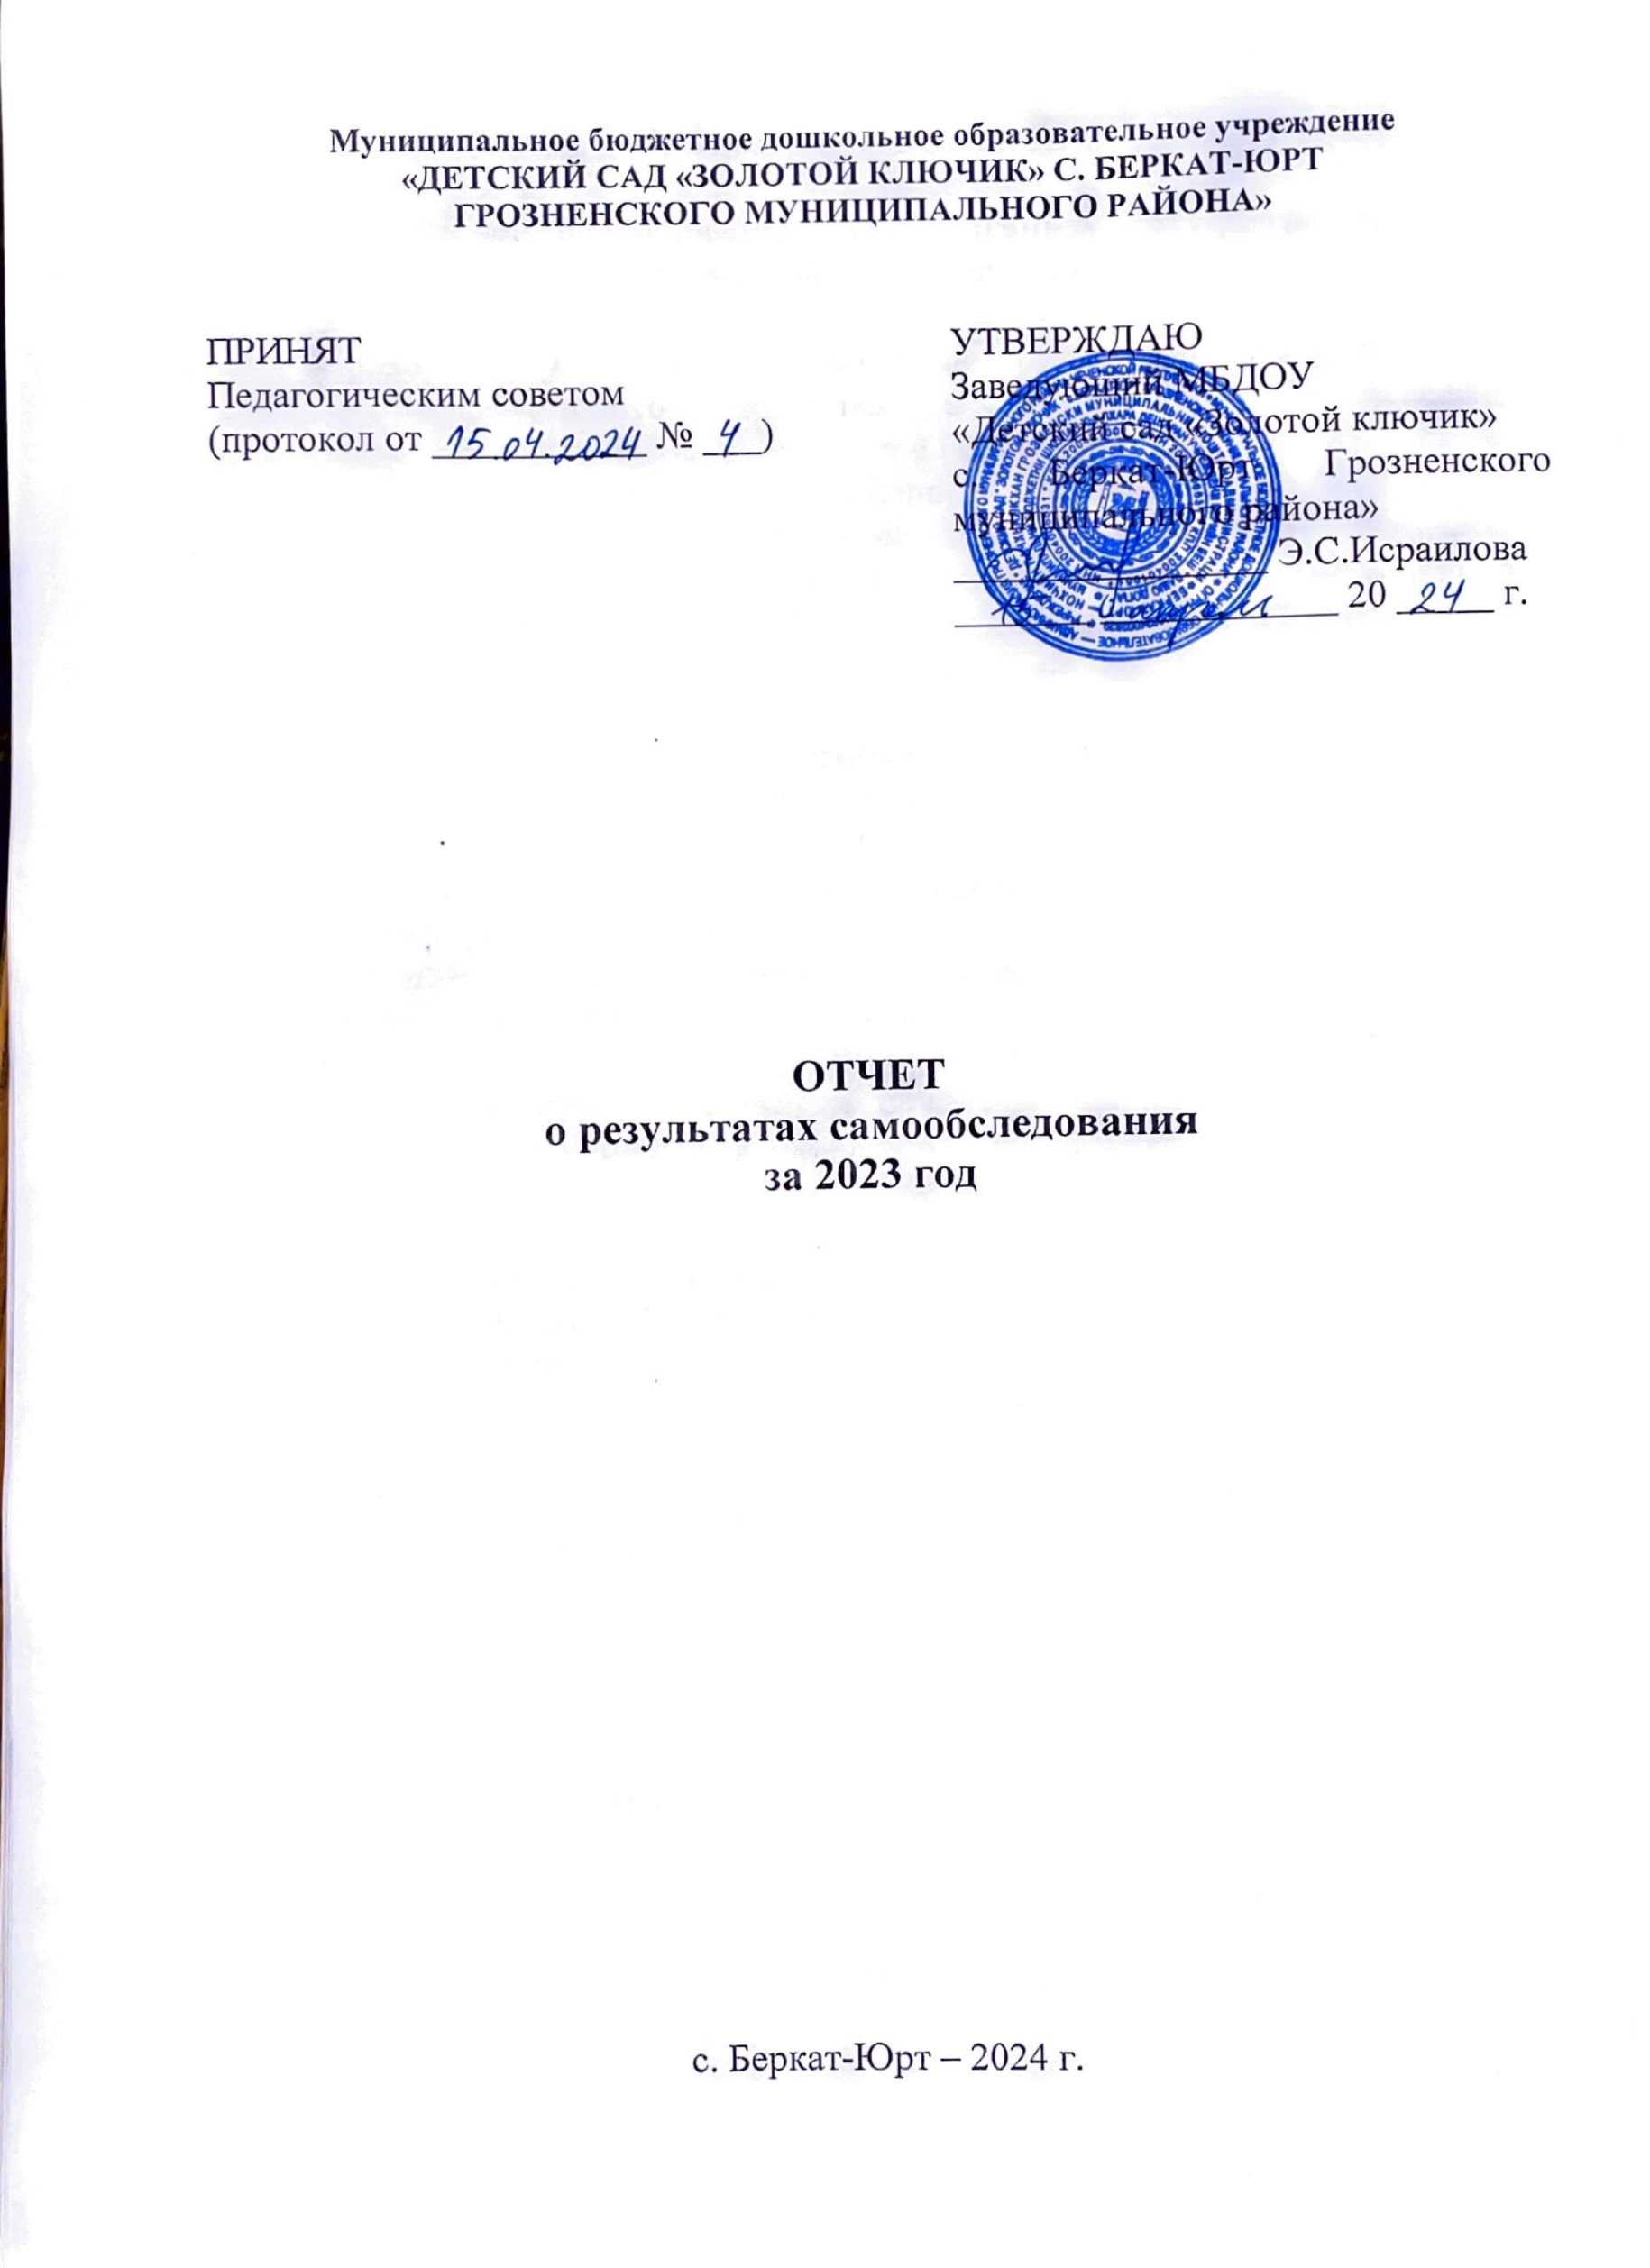 Муниципальное бюджетное дошкольное образовательное учреждение
«ДЕТСКИЙ САД «ЗОЛОТОЙ КЛЮЧИК» С. БЕРКАТ-ЮРТ
ГРОЗНЕНСКОГО МУНИЦИПАЛЬНОГО РАЙОНА»
ПРИНЯТ
Педагогическим советом
(протокол от 15.04.2024 № 4)
УТВЕРЖДАЮ
Заведующий МБДОУ
«Детский сад «Золотой ключик»
с. Беркат-Юрт Грозненского
муниципального района»
Э.С.Исраилова
апреля 20 24 г.
ОТЧЕТ
о результатах самообследования
за 2023 год
с. Беркат-Юрт – 2024 г.